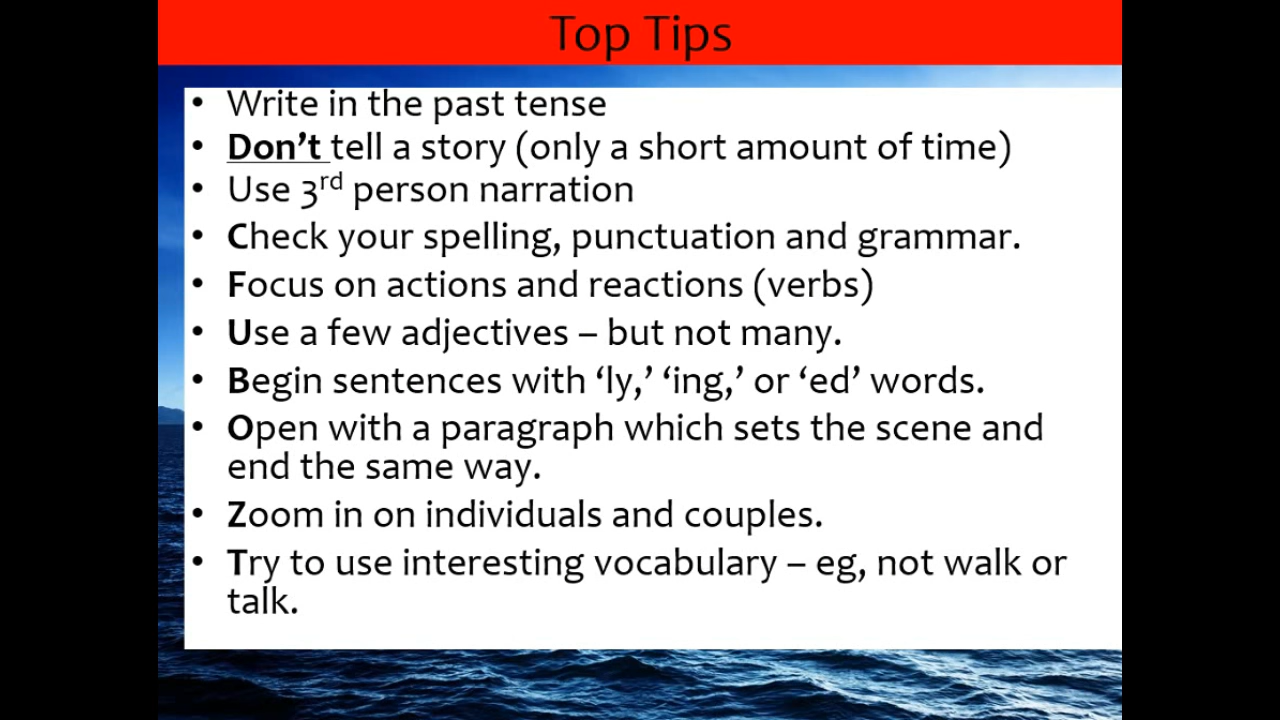 Top Tips
• Write in the past tense
• Don’t tell a story (only a short amount of time)
• Use 3rd person narration
• Check your spelling, punctuation and grammar.
• Focus on actions and reactions (verbs)
• Use a few adjectives – but not many.
• Begin sentences with ‘ly,’ ‘ing,’ or ‘ed’ words.
• Open with a paragraph which sets the scene and
end the same way.
• Zoom in on individuals and couples.
• Try to use interesting vocabulary – eg, not walk or
talk.